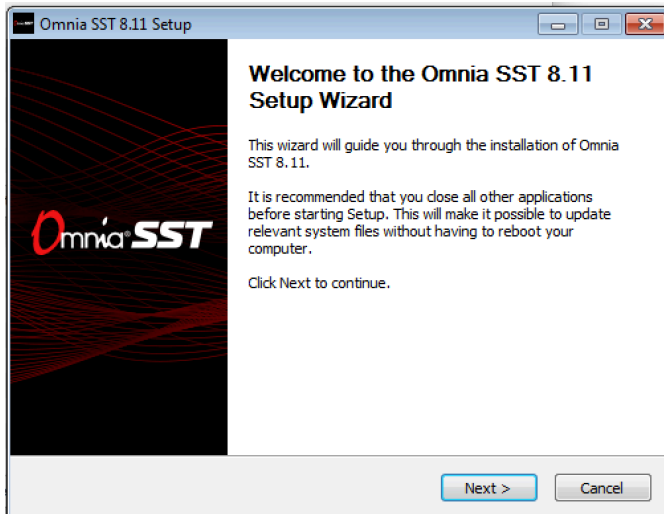 Omnia SST 8.11 Setup
Welcome to the Omnia SST 8.11
Setup Wizard
This wizard will guide you through the installation of Omnia
SST 8.11.
It is recommended that you close all other applications
before starting Setup. This will make it possible to update
relevant system files without having to reboot your
computer.
Click Next to continue.
Omnia SST
Next >
Cancel